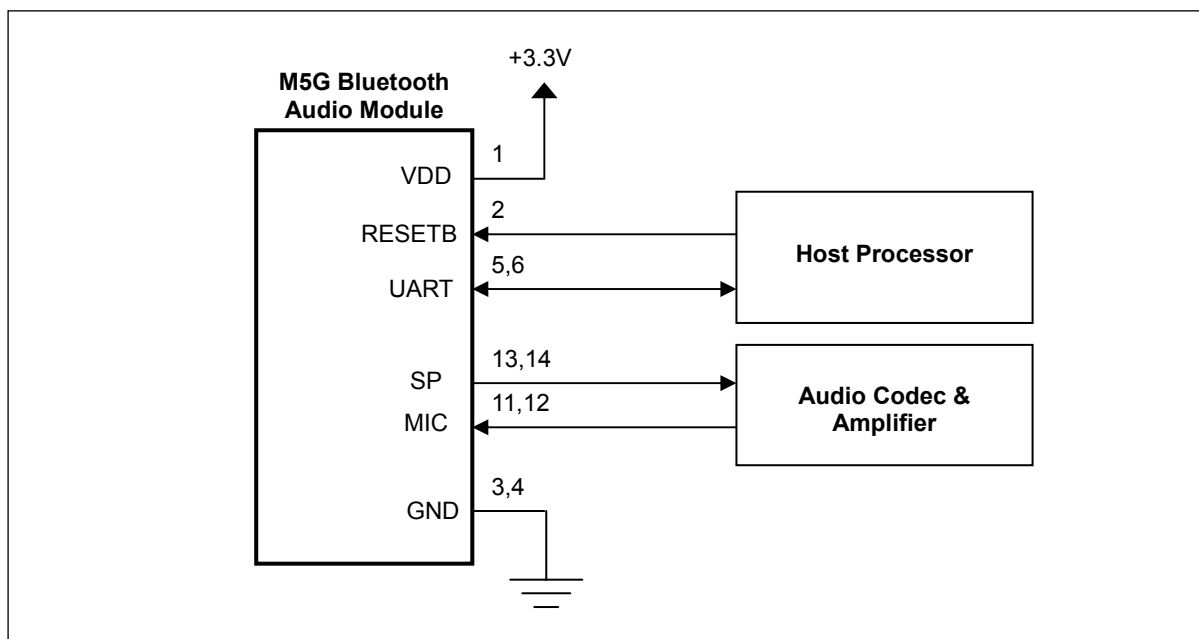 +3.3V
M5G Bluetooth
Audio Module
1
VDD
2
RESETB
Host Processor
5,6
UART
13,14
SP
Audio Codec &
Amplifier
11,12
MIC
3,4
GND